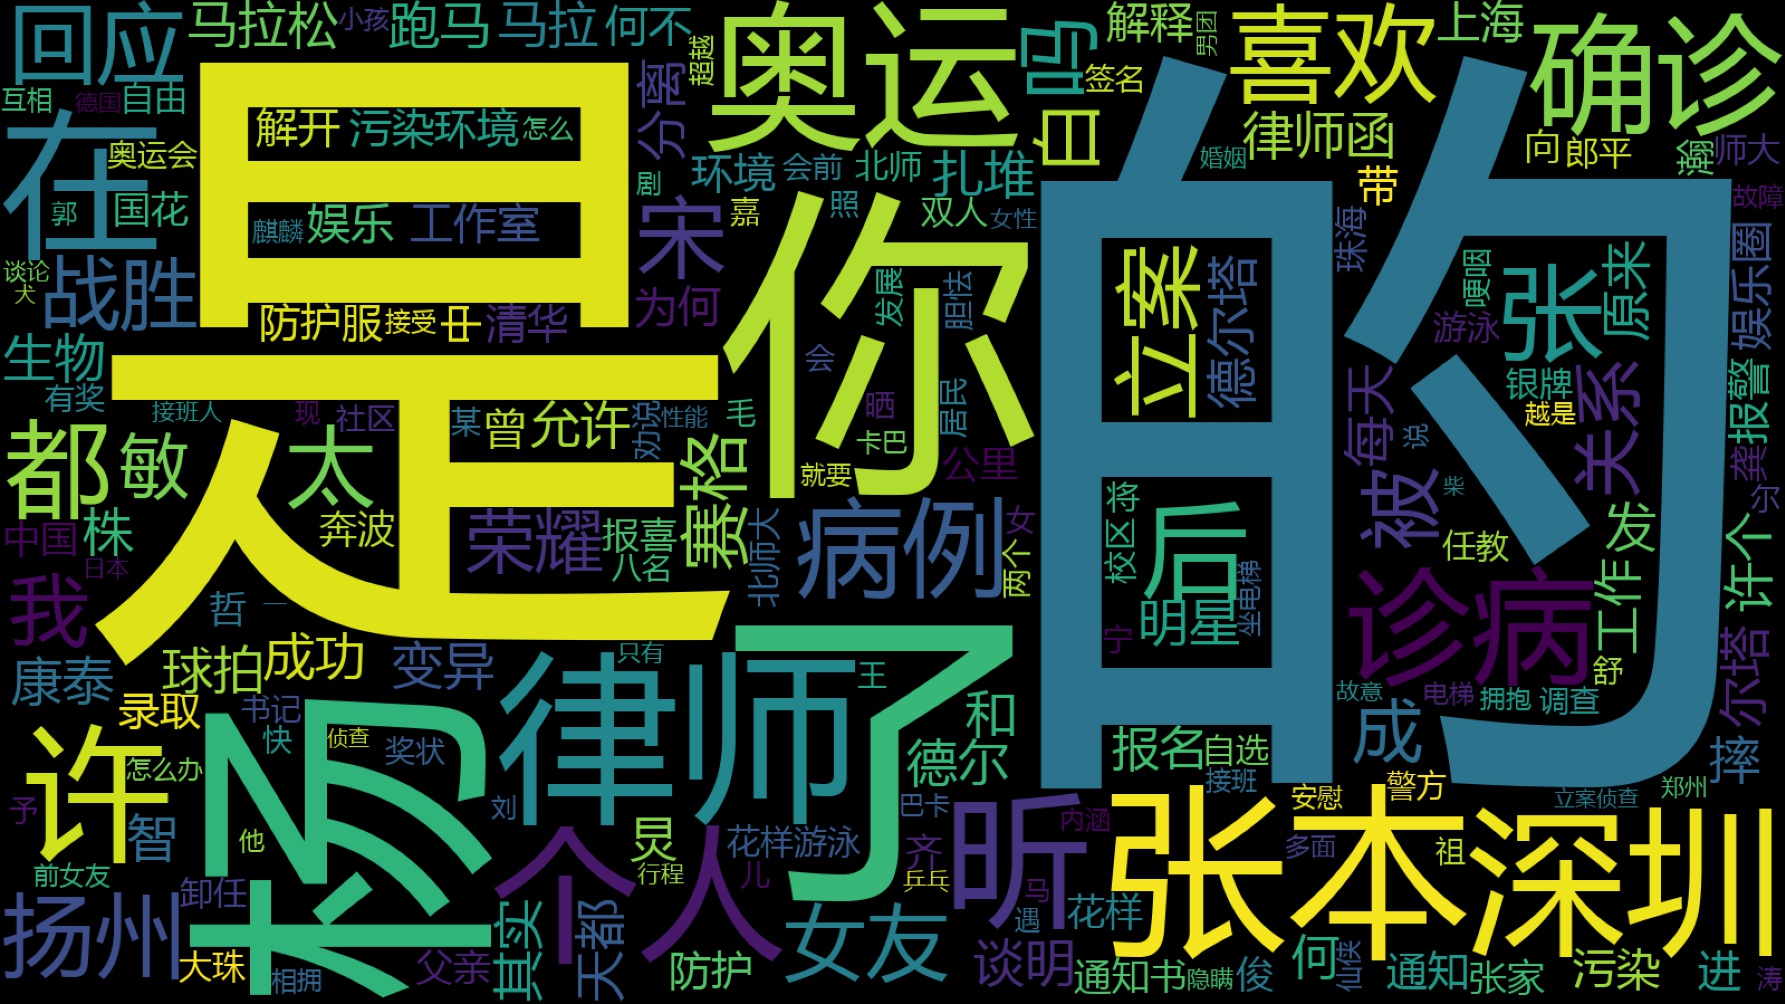 回应
马拉松
小孩
跑马
马拉
何不
超越
奥运
吗
解释
男团
签名
喜欢
上海
确诊
互相
德国
自由
在
奥运会
是
解开
污染环境
怎么
分离
环境
会前
北师
扎堆
白
律师函
婚姻
带
向
郎平
瀚
师大
故障
郭
国花
麒麟
娱乐
工作室
剧
宋
嘉
照
双人
女性
你
的
珠海
娱乐圈
谈论
犬
战胜
防护服
接受
毌
清华
为何
发展
胆怯
立案
德尔塔
哽咽
游泳
张
原来
生物
有奖
接班人
现
社区
某
曾
允许
劝说
性能
毛
会
晒
卡巴
居民
就要
公里
每天
说
银牌
越是
关系
报警
龚
都
敏
太
奔波
荣耀
报喜
八名
赛格
北师大
病例
女
两个
将
校区
后
被
柴
任教
发
尔
许个
中国
株
日本
我
哲
一
康泰
球拍
成功
变异
律师
只有
王
了
和
德尔
宁
明星
坐电梯
诊病
工作
舒
尔塔
录取
书记
快
侦查
奖状
杨
刘
报名
自选
接班
故意
电梯
拥抱
调查
成
摔
许
怎么办
予
智
他
前女友
个人
炅
行程
花样游泳
儿
巴卡
齐
乒乓
昕
内涵
马
遇
花样
安慰
警方
多面
祖
立案侦查
郑州
张本
深圳
扬州
卸任
大珠
相拥
父亲
其实
天都
防护
女友
谈明
通知书
隐瞒
俊
何
仙侠
通知
张家
污染
进
涛